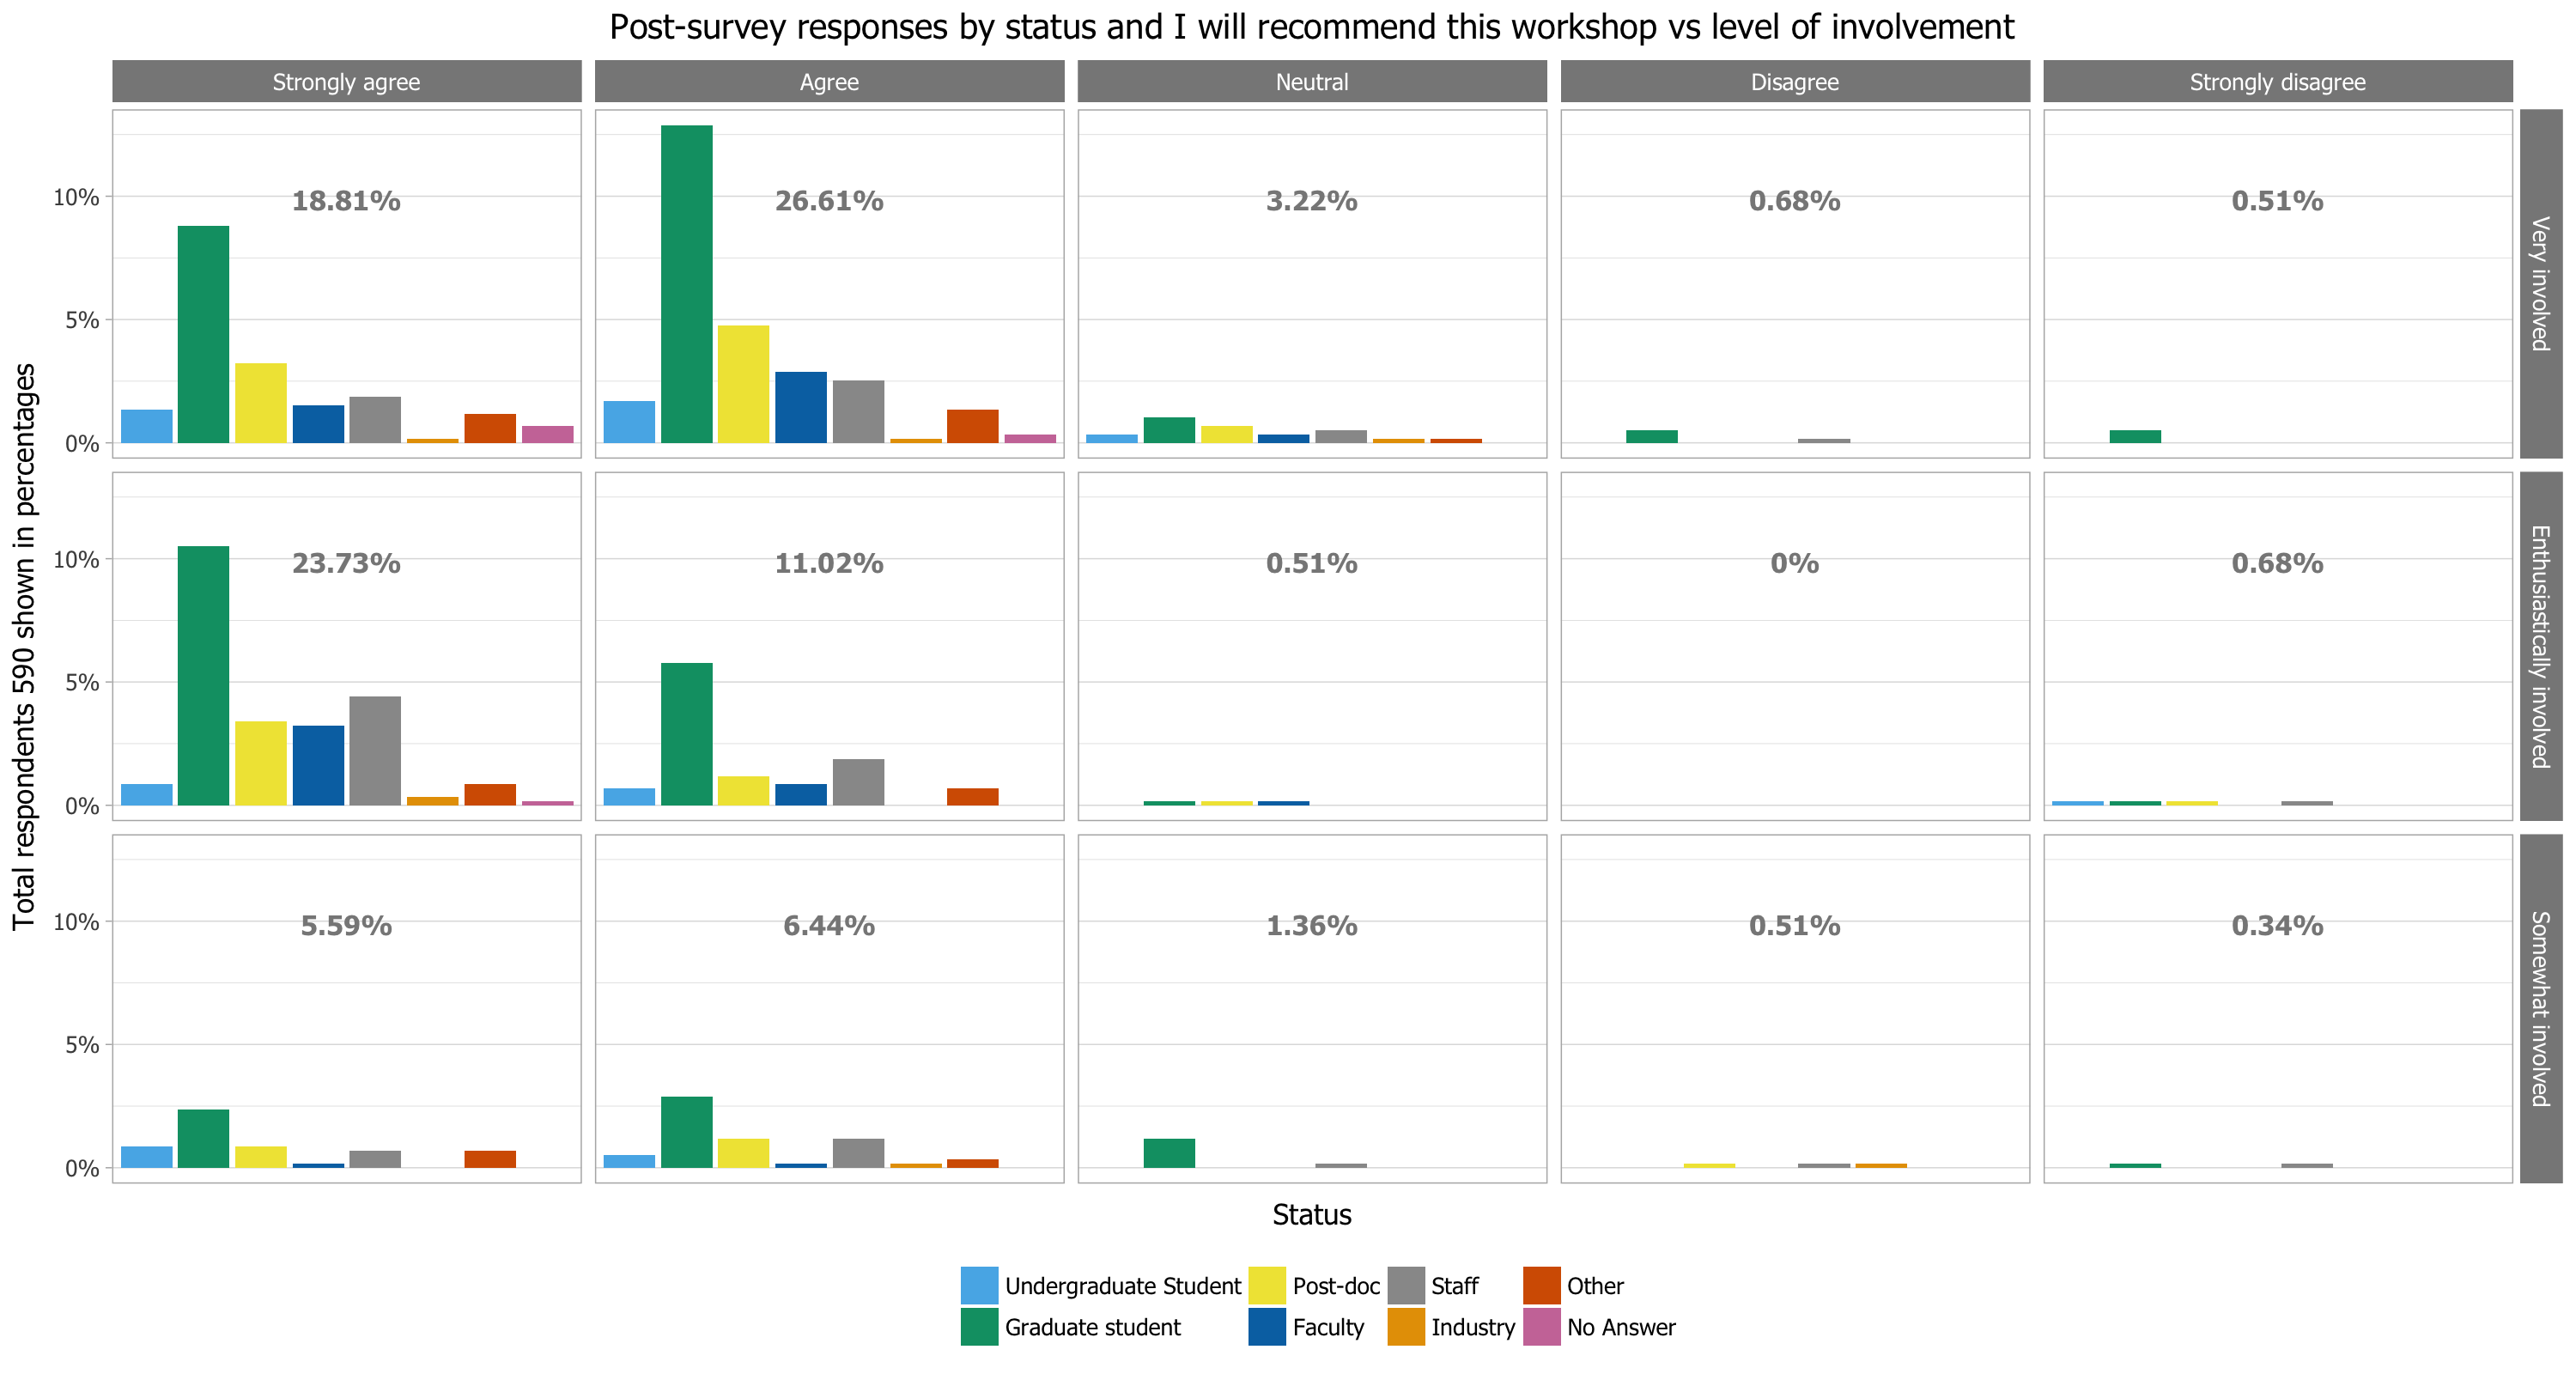 Post-survey responses by status and I will recommend this workshop vs level of involvement
Strongly agree
Agree
Neutral
Disagree
Strongly disagree
Total respondents 590 shown in percentages
10%
5%
0%
18.81%
26.61%
3.22%
0.68%
0.51%
Very involved
10%
5%
0%
23.73%
11.02%
0.51%
0%
0.68%
Enthusiastically involved
10%
5%
0%
5.59%
6.44%
1.36%
0.51%
0.34%
Somewhat involved
Status
Undergraduate Student
Post-doc
Staff
Other
Graduate student
Faculty
Industry
No Answer